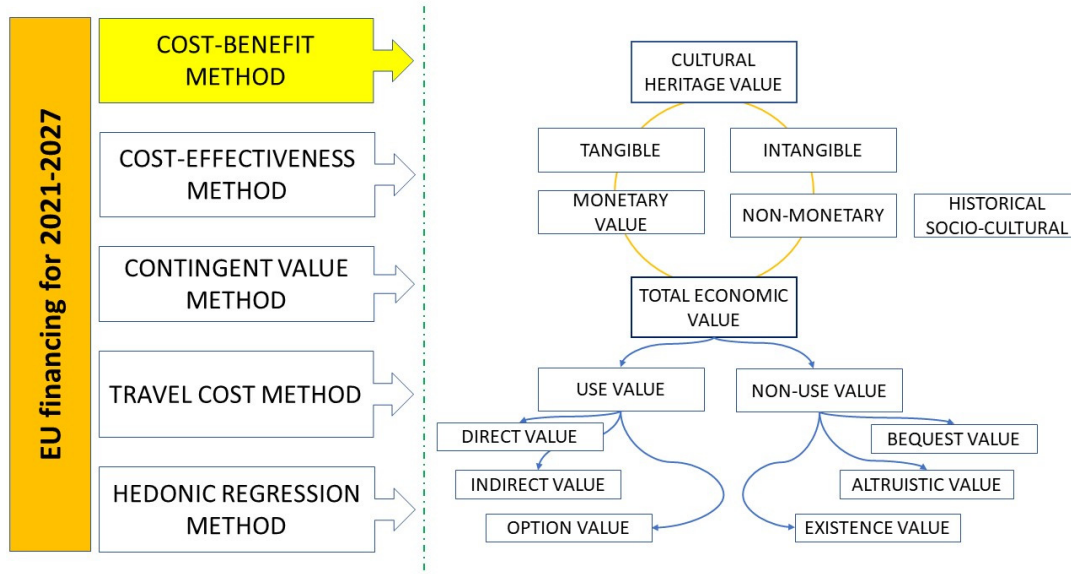 EU financing for 2021-2027
COST-BENEFIT
METHOD
COST-EFFECTIVENESS
METHOD
CONTINGENT VALUE
METHOD
TRAVEL COST METHOD
HEDONIC REGRESSION
METHOD
CULTURAL
HERITAGE VALUE
TANGIBLE
INTANGIBLE
MONETARY
VALUE
NON-MONETARY
HISTORICAL
SOCIO-CULTURAL
TOTAL ECONOMIC
VALUE
USE VALUE
NON-USE VALUE
DIRECT VALUE
BEQUEST VALUE
INDIRECT VALUE
ALTRUISTIC VALUE
OPTION VALUE
EXISTENCE VALUE